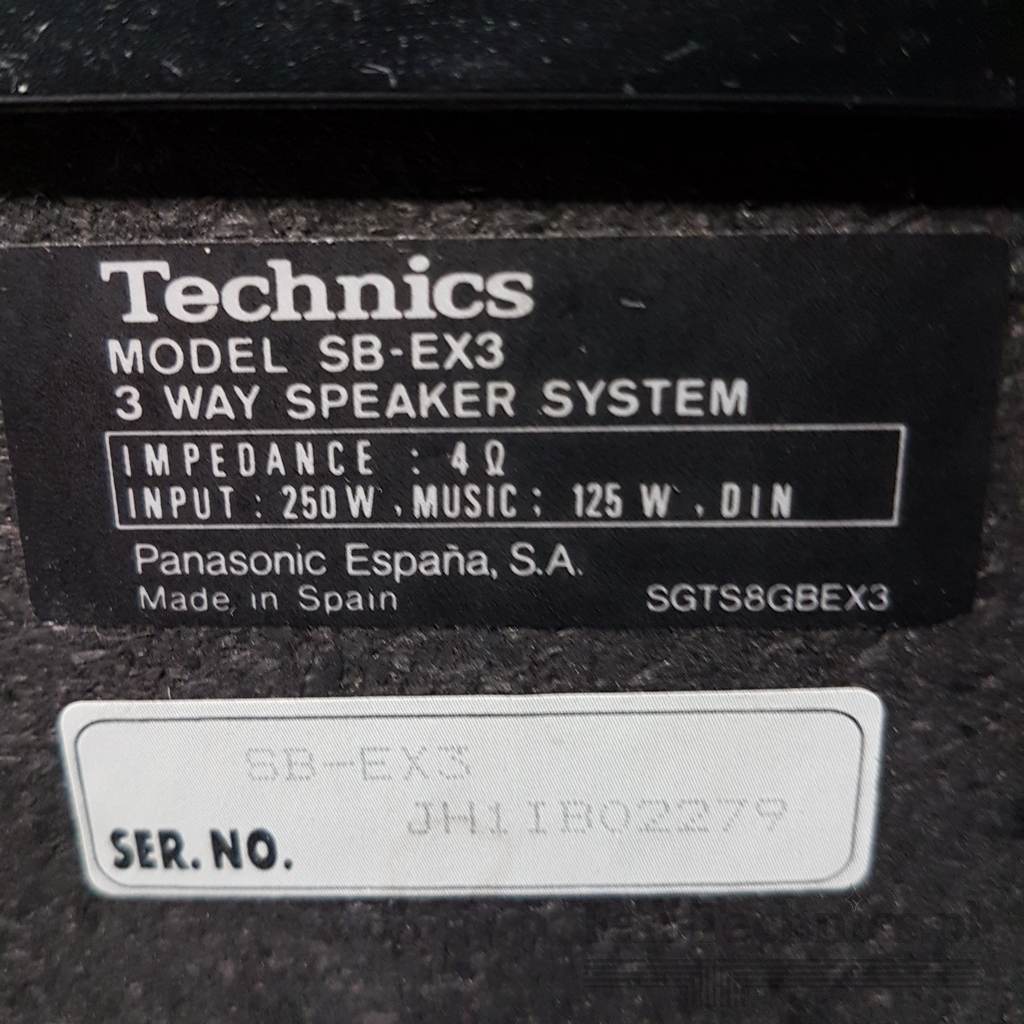 Technics
MODEL SB-EX3
3 WAY SPEAKER SYSTEM
IMPEDANCE : 4 Ω
INPUT : 250 W . MUSIC ; 125 W . DIN
Panasonic España, S.A.
Made in Spain SGTS8GBEX3
SB-EX3
JH1IB02279
SER. NO.